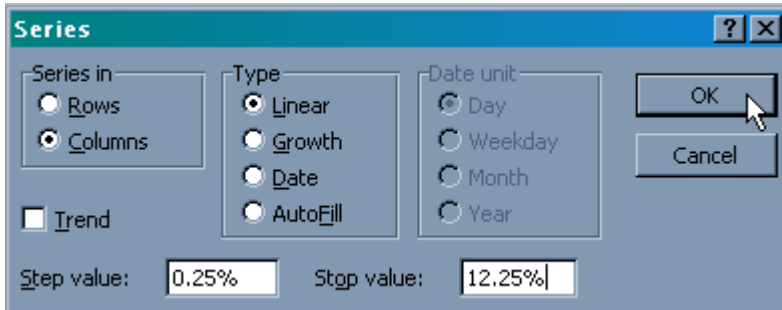 Series
Series in
Rows
Columns
Trend
Type
Linear
Growth
Date
AutoFill
Date unit
Day
Weekday
Month
Year
OK
Cancel
Step value: 0.25% Stop value: 12.25%